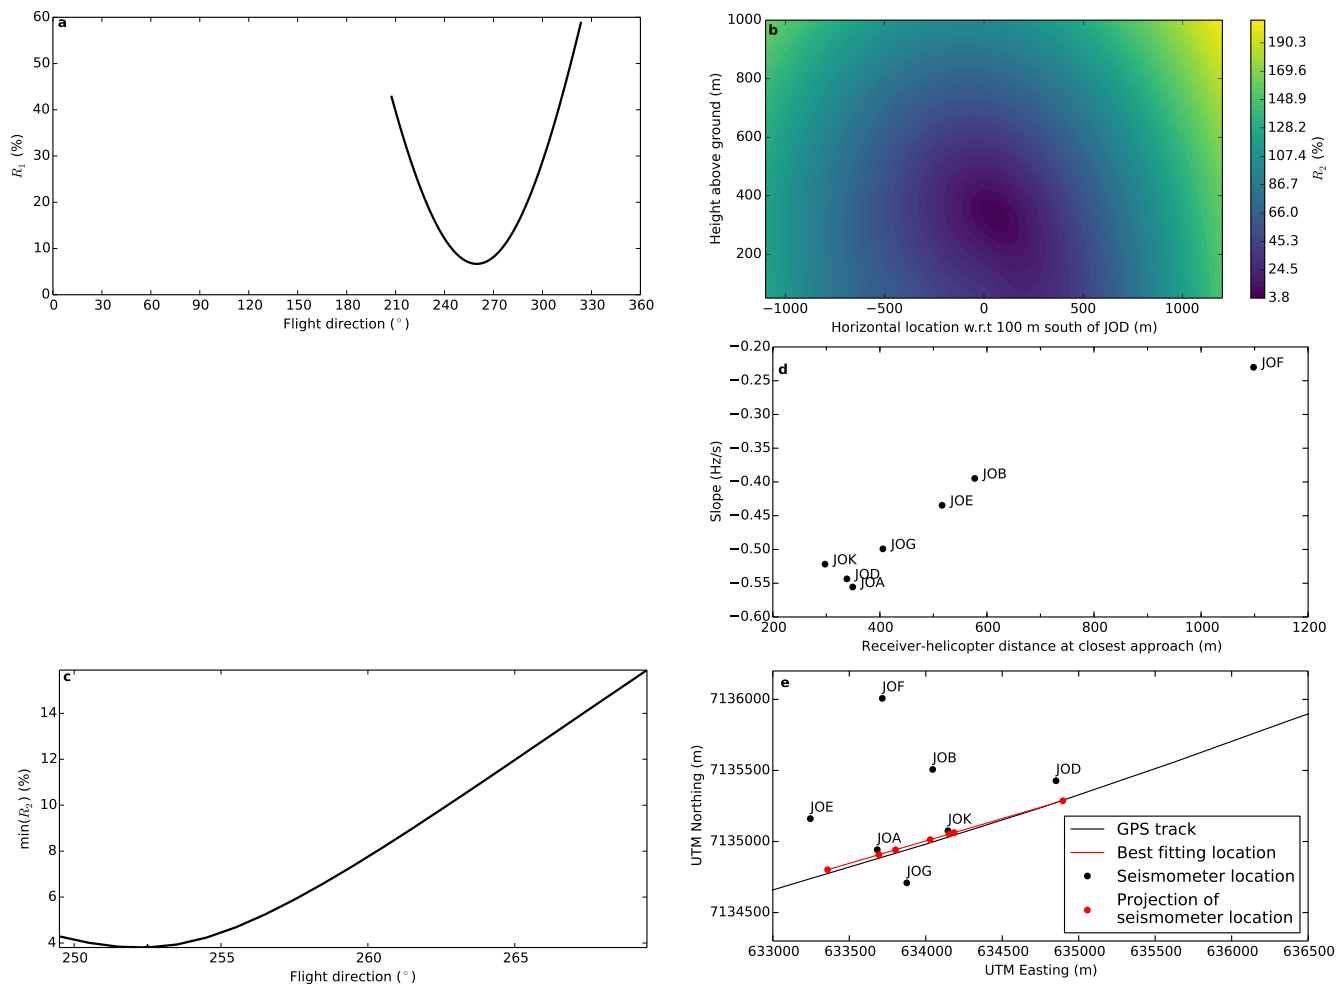 a
60
50
40
30
20
10
0
R1 (%)
0 30 60 90 120 150 180 210 240 270 300 330 360
Flight direction (°)
b
1000
800
600
400
200
Height above ground (m)
−1000 −500 0 500 1000
Horizontal location w.r.t 100 m south of JOD (m)
190.3
169.6
148.9
128.2
107.4
86.7
66.0
45.3
24.5
3.8
R2 (%)
d
−0.20
−0.25
−0.30
−0.35
−0.40
−0.45
−0.50
−0.55
−0.60
Slope (Hz/s)
JOF
JOB
JOE
JOG
JOK
JOD
JOA
200 400 600 800 1000 1200
Receiver-helicopter distance at closest approach (m)
c
14
12
10
8
6
4
min(R2) (%)
250 255 260 265
Flight direction (°)
e
7136000
7135500
7135000
7134500
UTM Northing (m)
JOF
JOB
JOD
JOE
JOK
JOA
JOG
GPS track
Best fitting location
Seismometer location
Projection of
seismometer location
633000 633500 634000 634500 635000 635500 636000 636500
UTM Easting (m)